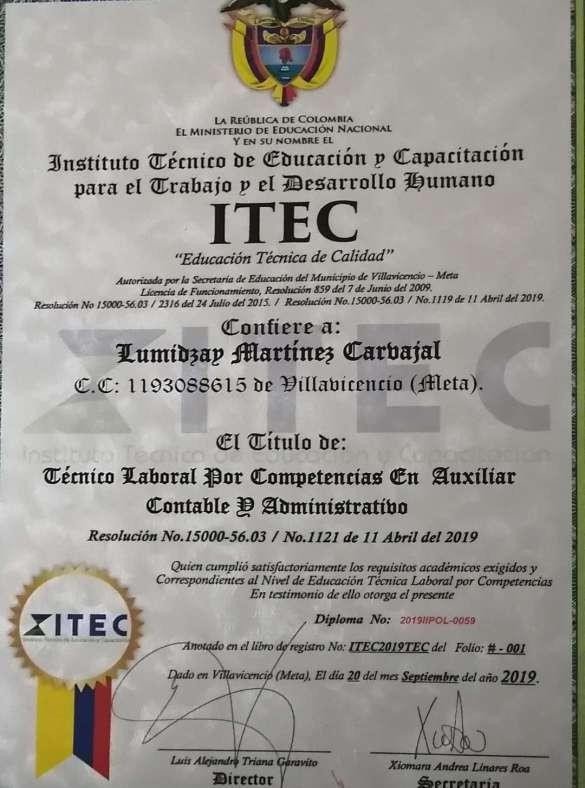 LA REÚBLICA DE COLOMBIA
EL MINISTERIO DE EDUCACIÓN NACIONAL
Y EN SU NOMBRE EL
Instituto Técnico de Educación y Capacitación
para el Trabajo y el Desarrollo Humano
ITEC
"Educación Técnica de Calidad"
Autorizada por la Secretaría de Educación del Municipio de Villavicencio – Meta
Licencia de Funcionamiento, Resolución 859 del 7 de Junio de 2009.
Resolución No 15000-56.03 / 2316 del 24 Julio del 2015. / Resolución No.15000-56.03 / No.1119 de 11 Abril del 2019.
Confiere a:
Lumidzay Martínez Carbajal
C.C: 1193088615 de Villavicencio (Meta).
ITEC
Instituto Técnico de Educación y Capacitación
El Título de:
Técnico Laboral Por Competencias En Auxiliar
Contable Y Administrativo
Resolución No.15000-56.03 / No.1121 de 11 Abril del 2019
Quien cumplió satisfactoriamente los requisitos académicos exigidos y
Correspondientes al Nivel de Educación Técnica Laboral por Competencias
En testimonio de ello otorga el presente
Diploma No: 2019IIPOL-0059
Anotado en el libro de registro No: ITEC2019TEC del Folio: # - 001
Dado en Villavicencio (Meta), El día 20 del mes Septiembre del año 2019.
ITEC
Luis Alejandro Triana Garavito
Director
Xiomara Andrea Linares Roa
Secretaria